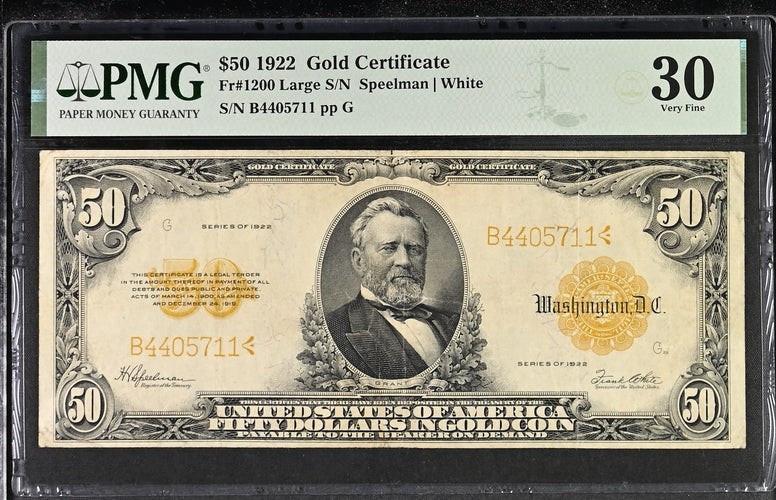 PMG®
PAPER MONEY GUARANTY
$50 1922 Gold Certificate
Fr#1200 Large S/N Speelman | White
S/N B4405711 pp G
30
Very Fine
GOLD CERTIFICATE
GOLD CERTIFICATE
50
50
G
SERIES OF 1922
B4405711
50
THIS CERTIFICATE IS A LEGAL TENDER
IN THE AMOUNT THEREOF IN PAYMENT OF ALL
DEBTS AND DUES PUBLIC AND PRIVATE.
ACTS OF MARCH 14, 1900, AS AMENDED
AND DECEMBER 24, 1919.
Washington, D.C.
B4405711
SERIES OF 1922
G
H V Speelman
Register of the Treasury.
GRANT
Frank White
Treasurer of the United States.
50
50
UNITED STATES OF AMERICA
FIFTY DOLLARS IN GOLD COIN
PAYABLE TO THE BEARER ON DEMAND